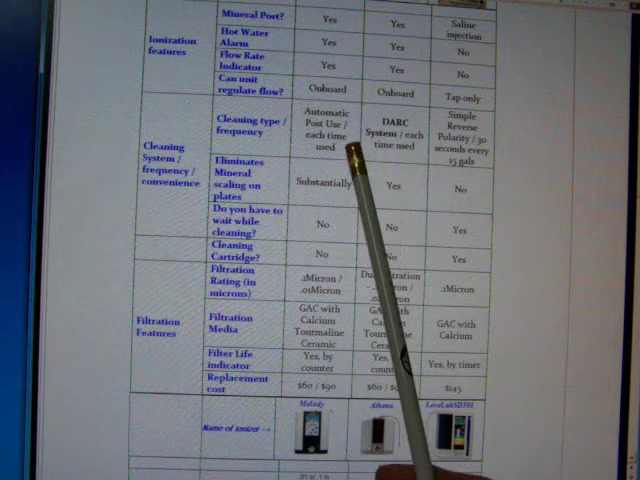 Mineral Port? Yes Yes Saline injection
Ionization features
Hot Water Alarm Yes Yes No
Flow Rate Indicator Yes Yes No
Can unit regulate flow? Onboard Onboard Tap only
Cleaning System / frequency / convenience
Cleaning type / frequency Automatic Post Use / each time used DARC System / each time used Simple Reverse Polarity / 30 seconds every 15 gals
Eliminates Mineral scaling on plates Substantially Yes No
Do you have to wait while cleaning? No No Yes
Cleaning Cartridge? No No Yes
Filtration Features
Filtration Rating (in microns) .1Micron / .01Micron .1Micron
Filtration Media GAC with Calcium Tourmaline Ceramic GAC with GAC with Calcium
Filter Life indicator Yes, by counter Yes, Yes, by timer
Replacement cost $60 / $90 $60 / $145
Name of ionizer → Melody Athena LeveLukSD501